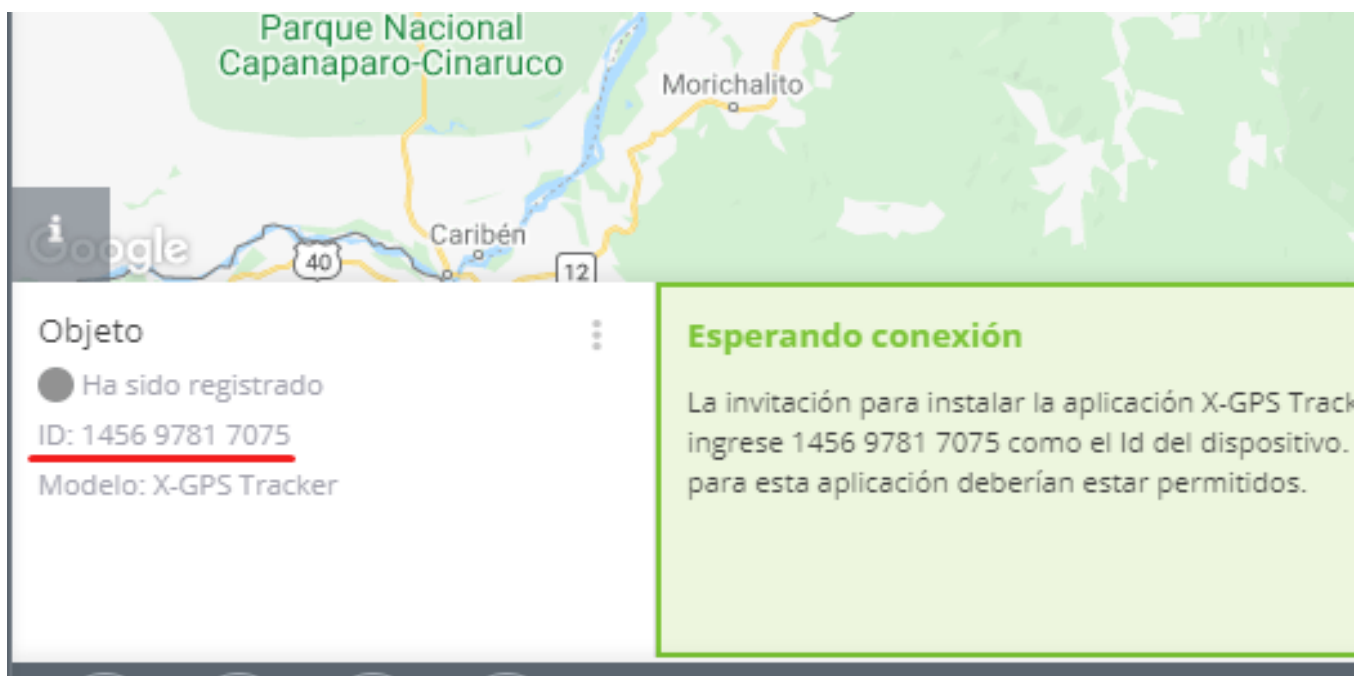 Parque Nacional
Capanaparo-Cinaruco
Morichalito
Caribén
i
Google
40
12
Objeto
Ha sido registrado
ID: 1456 9781 7075
Modelo: X-GPS Tracker
Esperando conexión
La invitación para instalar la aplicación X-GPS Track
ingrese 1456 9781 7075 como el Id del dispositivo.
para esta aplicación deberían estar permitidos.